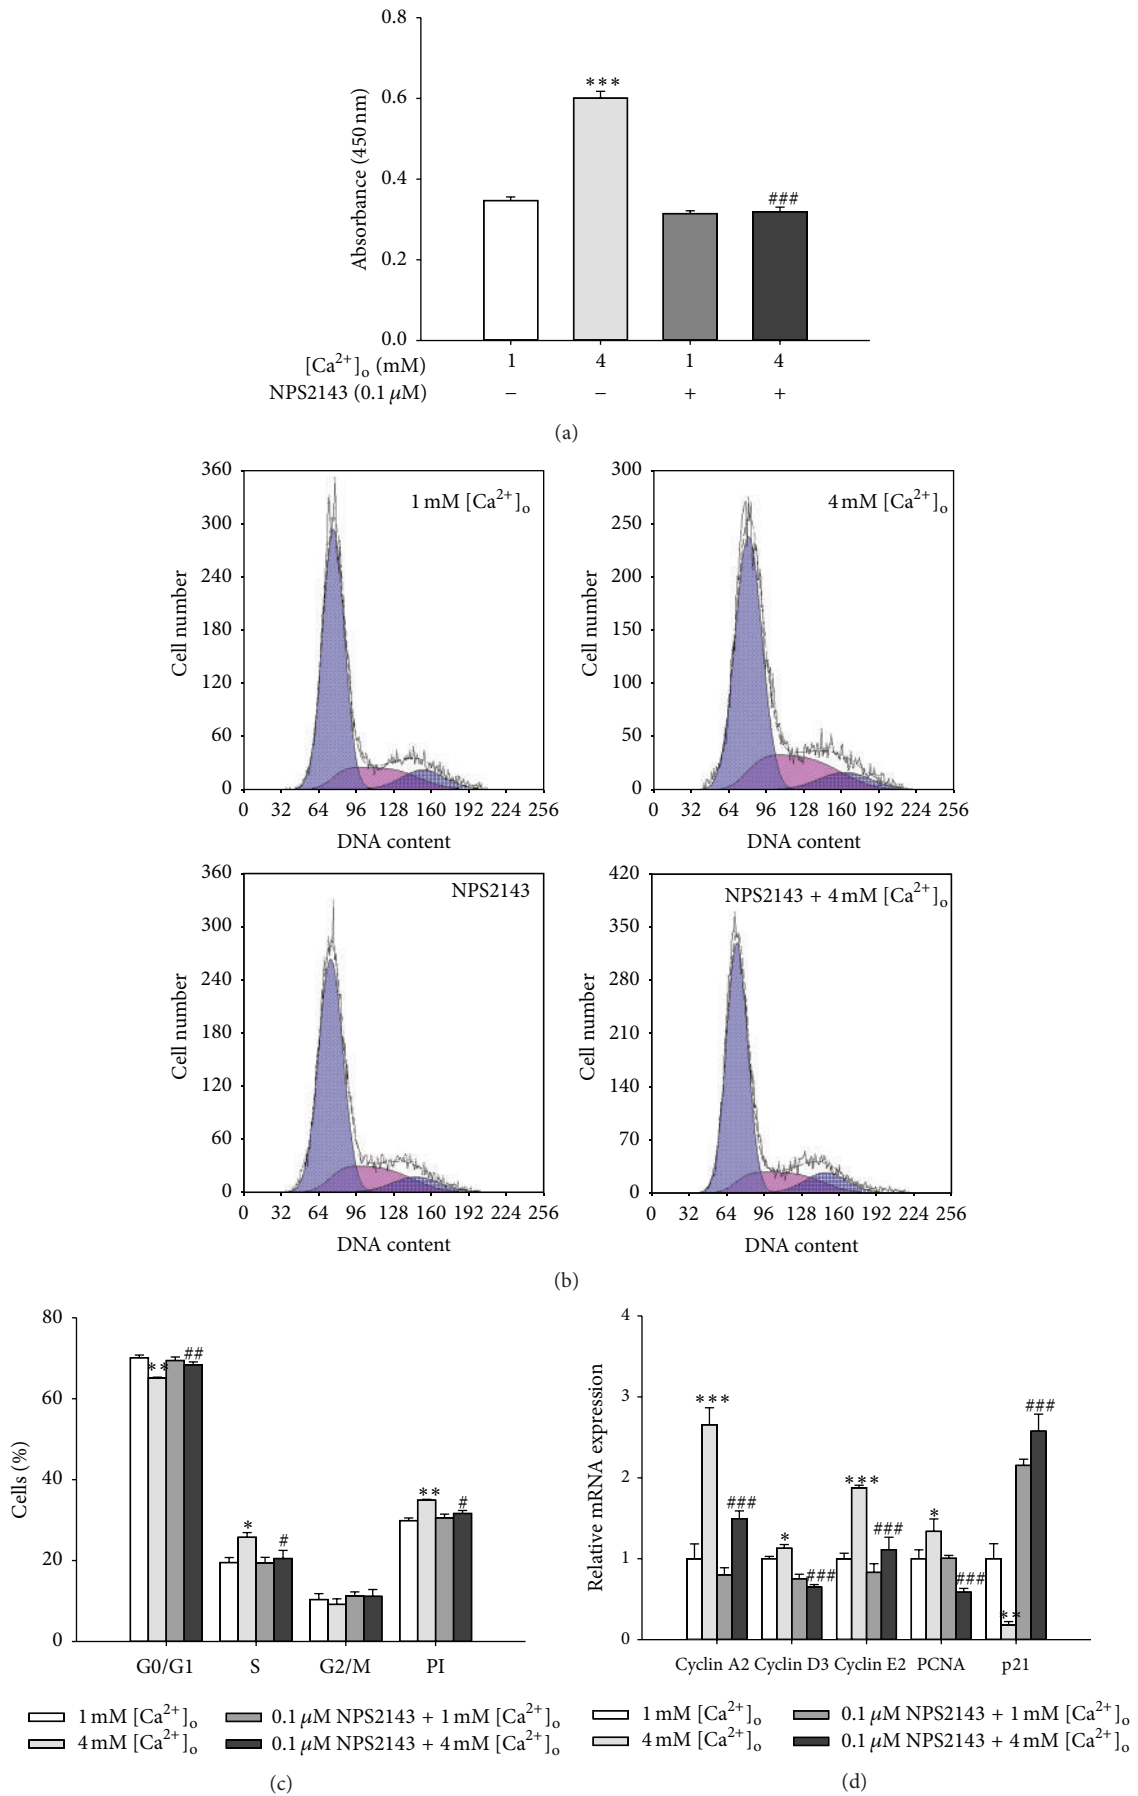 0.8
***
0.6
0.4
###
0.2
0.0
Absorbance (450 nm)
[Ca²⁺]ₒ (mM) 1 4 1 4
NPS2143 (0.1 μM) − − + +
(a)
360
300
240
180
120
60
0
Cell number
1 mM [Ca²⁺]ₒ
0 32 64 96 128 160 192 224 256
DNA content
300
250
200
150
100
50
0
Cell number
4 mM [Ca²⁺]ₒ
0 32 64 96 128 160 192 224 256
DNA content
360
300
240
180
120
60
0
Cell number
NPS2143
0 32 64 96 128 160 192 224 256
DNA content
420
350
280
210
140
70
0
Cell number
NPS2143 + 4 mM [Ca²⁺]ₒ
0 32 64 96 128 160 192 224 256
DNA content
(b)
80
60
40
20
0
Cells (%)
** ##
* #
** #
G0/G1 S G2/M PI
1 mM [Ca²⁺]ₒ 0.1 μM NPS2143 + 1 mM [Ca²⁺]ₒ
4 mM [Ca²⁺]ₒ 0.1 μM NPS2143 + 4 mM [Ca²⁺]ₒ
(c)
4
3
2
1
0
Relative mRNA expression
*** ###
* ###
*** ###
* ###
** ###
Cyclin A2 Cyclin D3 Cyclin E2 PCNA p21
1 mM [Ca²⁺]ₒ 0.1 μM NPS2143 + 1 mM [Ca²⁺]ₒ
4 mM [Ca²⁺]ₒ 0.1 μM NPS2143 + 4 mM [Ca²⁺]ₒ
(d)